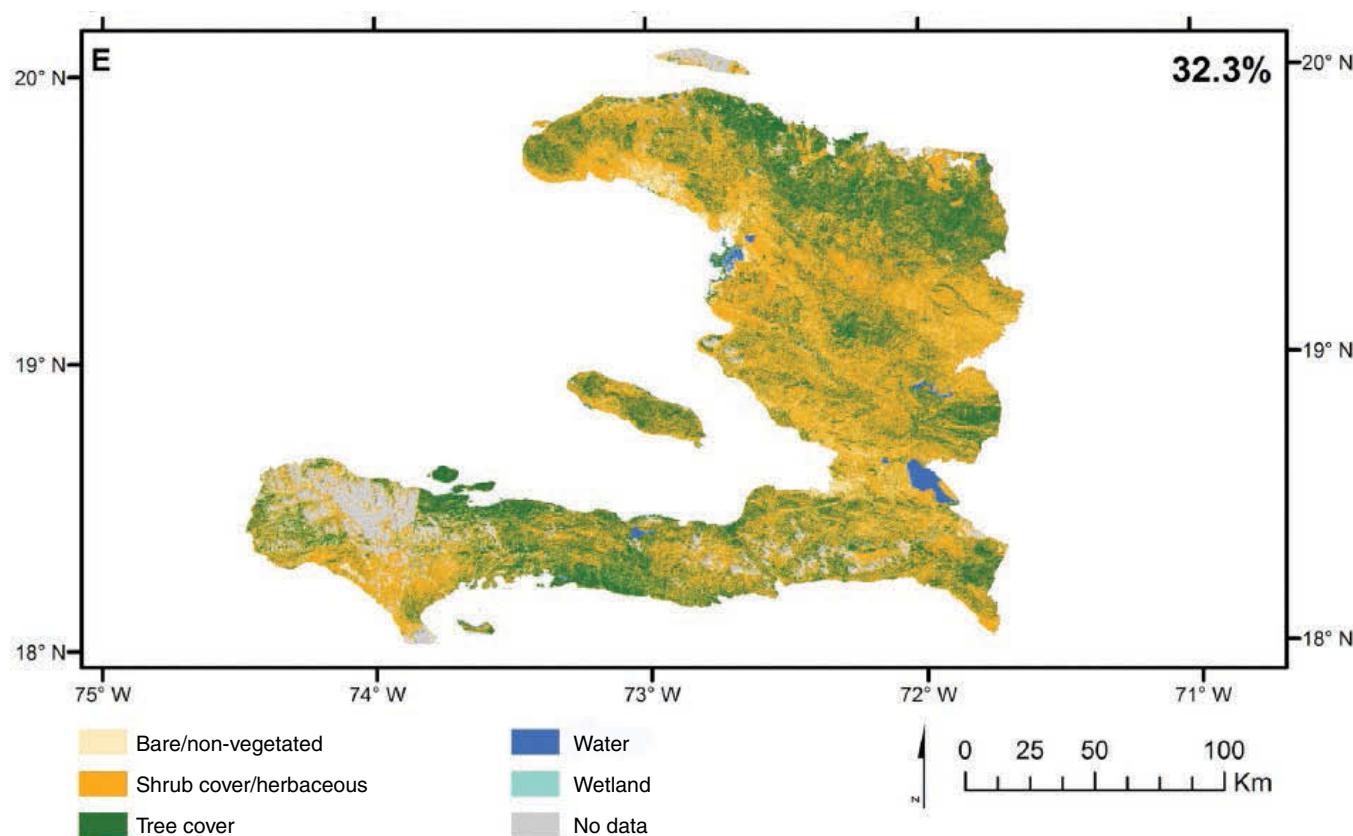 E
32.3%
20° N
20° N
19° N
19° N
18° N
18° N
75° W
74° W
73° W
72° W
71° W
Bare/non-vegetated
Shrub cover/herbaceous
Tree cover
Water
Wetland
No data
N
0 25 50 100
Km